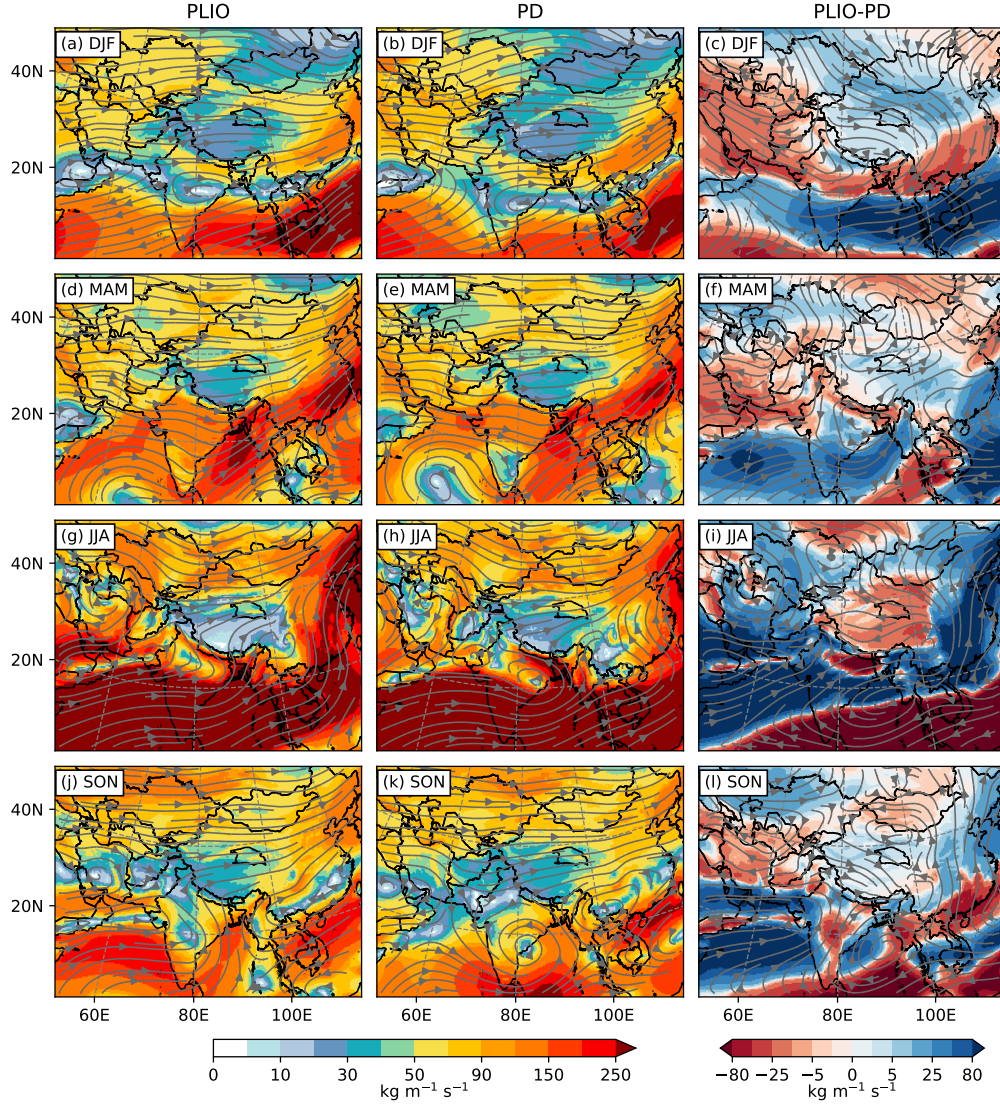 PLIO PD PLIO-PD
(a) DJF (b) DJF (c) DJF
40N
20N
(d) MAM (e) MAM (f) MAM
40N
20N
(g) JJA (h) JJA (i) JJA
40N
20N
(j) SON (k) SON (l) SON
40N
20N
60E 80E 100E 60E 80E 100E 60E 80E 100E
0 10 30 50 90 150 250 −80 −25 −5 0 5 25 80
kg m⁻¹ s⁻¹ kg m⁻¹ s⁻¹